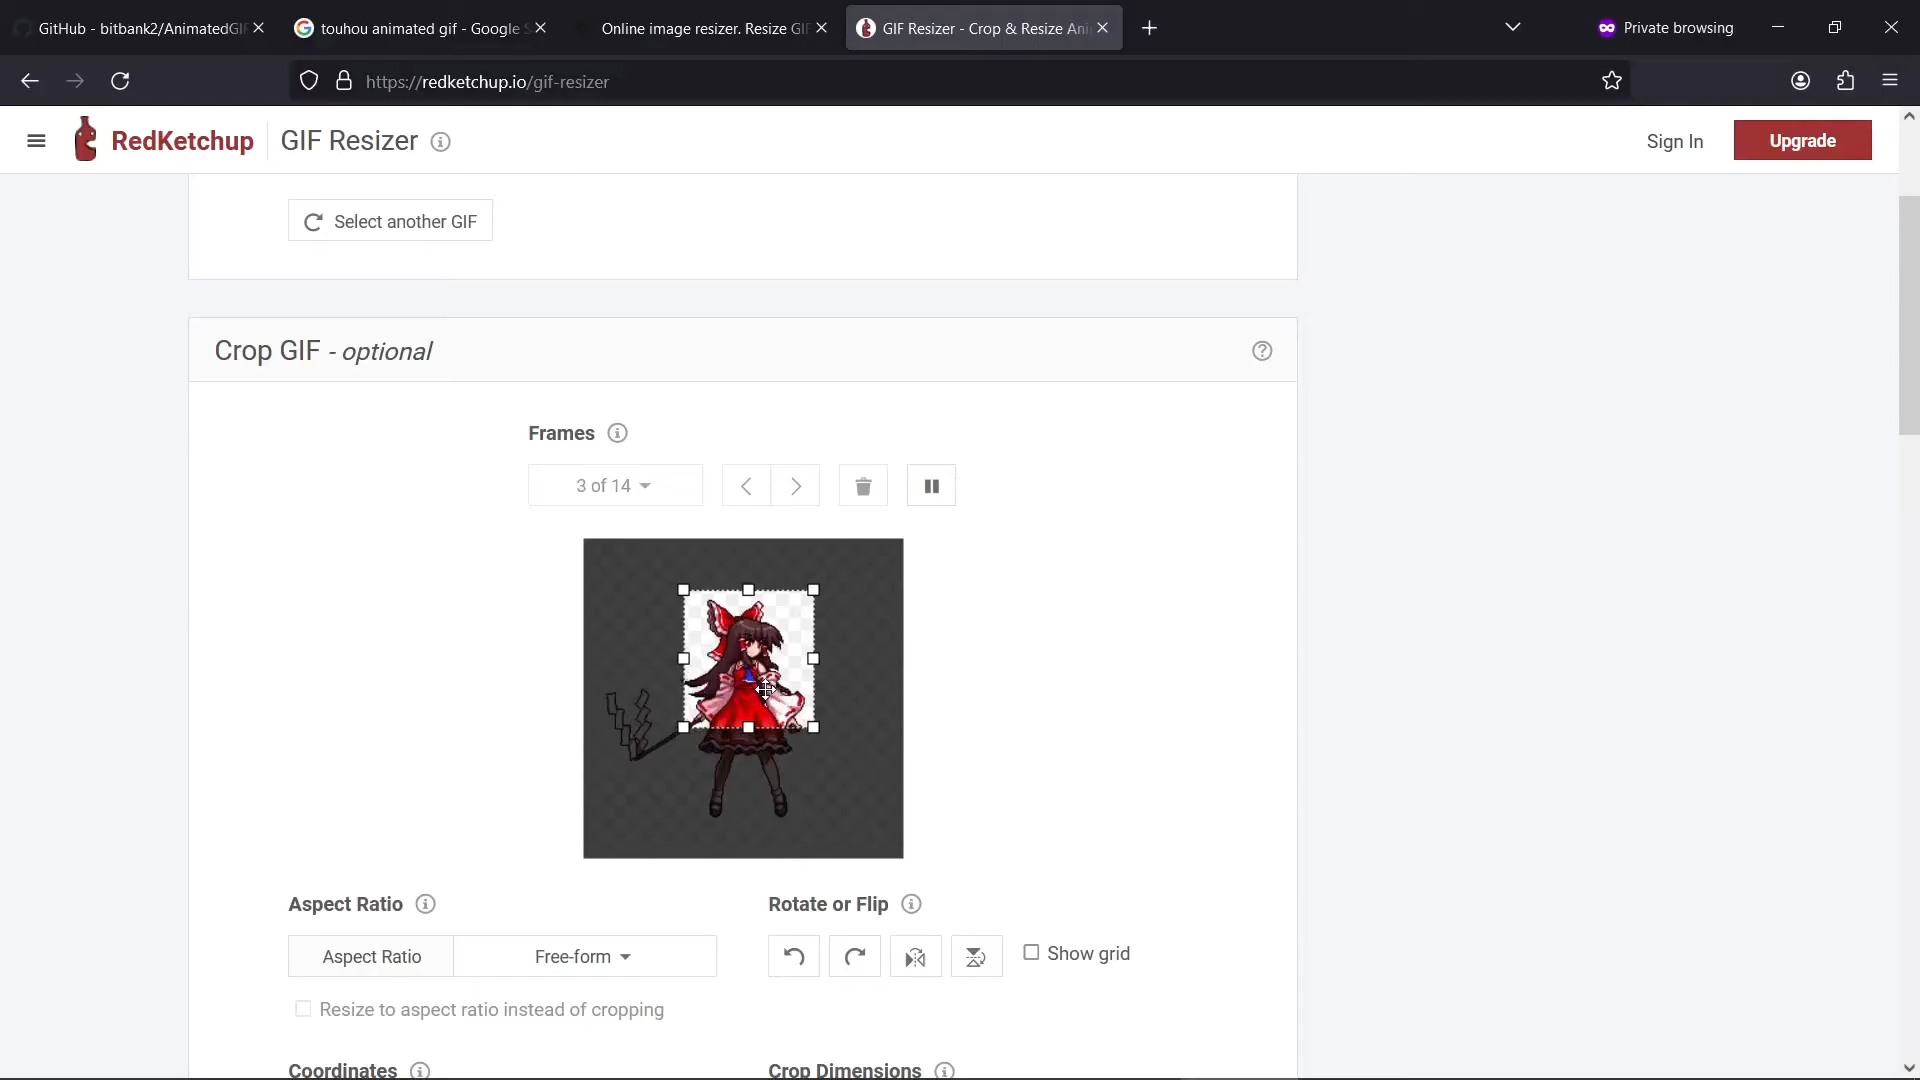 GitHub - bitbank2/AnimatedGIF
touhou animated gif - Google S
Online image resizer. Resize GIF
GIF Resizer - Crop & Resize Ani
Private browsing
https://redketchup.io/gif-resizer
RedKetchup
GIF Resizer
Sign In
Upgrade
Select another GIF
Crop GIF - optional
Frames
3 of 14
Aspect Ratio
Rotate or Flip
Aspect Ratio
Free-form
Show grid
Resize to aspect ratio instead of cropping
Coordinates
Crop Dimensions